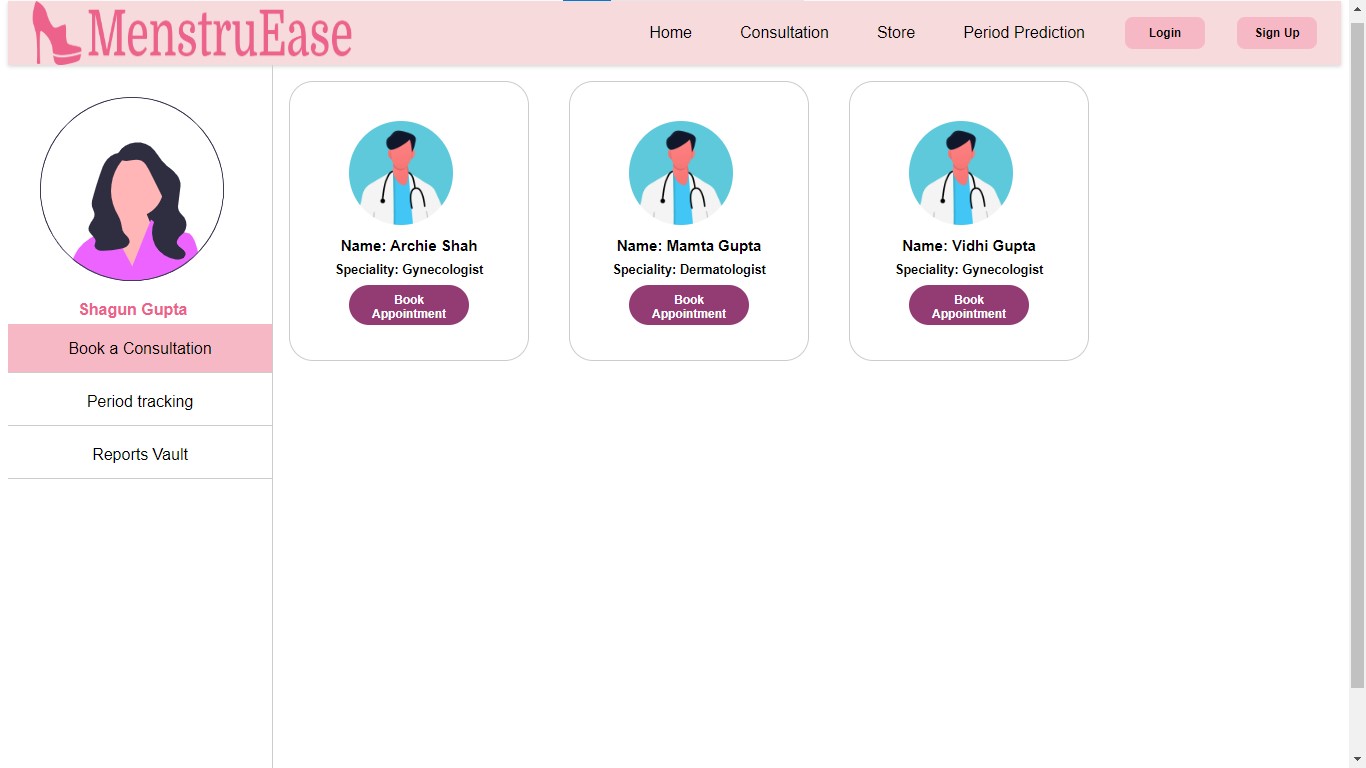 MenstruEase
Home
Consultation
Store
Period Prediction
Login
Sign Up
Shagun Gupta
Book a Consultation
Period tracking
Reports Vault
Name: Archie Shah
Speciality: Gynecologist
Book
Appointment
Name: Mamta Gupta
Speciality: Dermatologist
Book
Appointment
Name: Vidhi Gupta
Speciality: Gynecologist
Book
Appointment